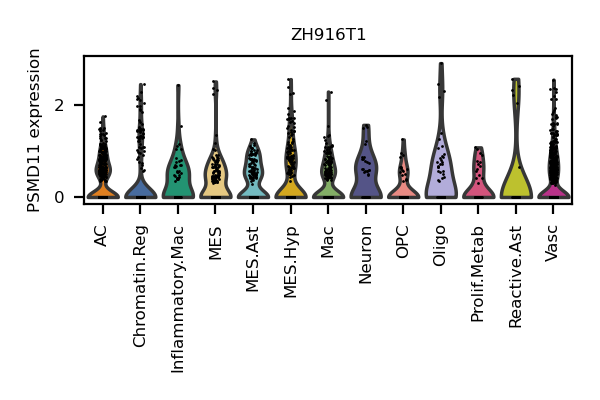 ZH916T1
PSMD11 expression
2
0
AC
Chromatin.Reg
Inflammatory.Mac
MES
MES.Ast
MES.Hyp
Mac
Neuron
OPC
Oligo
Prolif.Metab
Reactive.Ast
Vasc